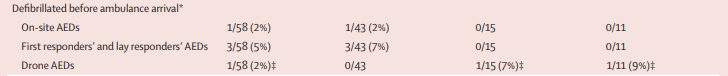 Defibrillated before ambulance arrival*
On-site AEDs 1/58 (2%) 1/43 (2%) 0/15 0/11
First responders’ and lay responders’ AEDs 3/58 (5%) 3/43 (7%) 0/15 0/11
Drone AEDs 1/58 (2%)‡ 0/43 1/15 (7%)‡ 1/11 (9%)‡